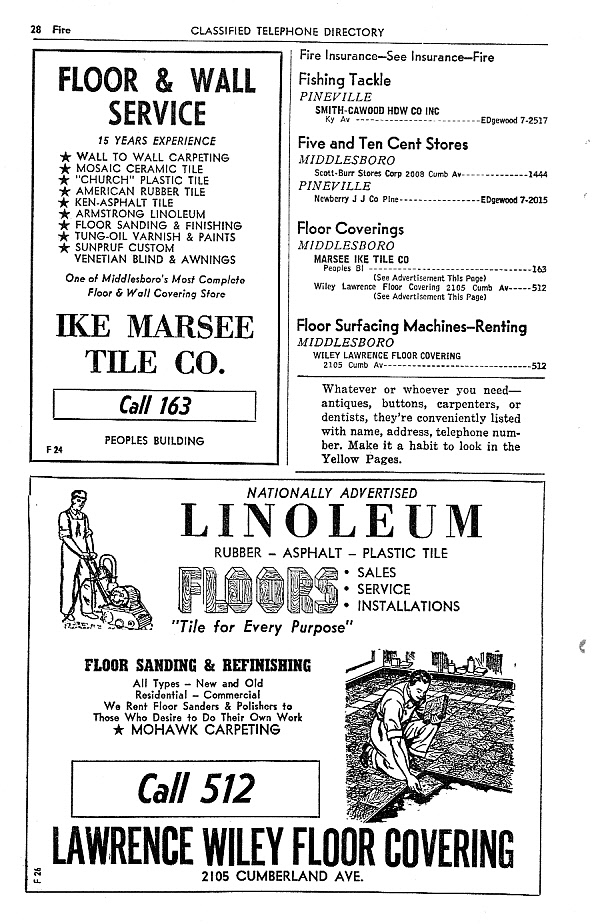 28 Fire
CLASSIFIED TELEPHONE DIRECTORY
FLOOR & WALL
SERVICE
15 YEARS EXPERIENCE
★ WALL TO WALL CARPETING
★ MOSAIC CERAMIC TILE
★ "CHURCH" PLASTIC TILE
★ AMERICAN RUBBER TILE
★ KEN-ASPHALT TILE
★ ARMSTRONG LINOLEUM
★ FLOOR SANDING & FINISHING
★ TUNG-OIL VARNISH & PAINTS
★ SUNPRUF CUSTOM
VENETIAN BLIND & AWNINGS
One of Middlesboro's Most Complete
Floor & Wall Covering Store
IKE MARSEE
TILE CO.
Call 163
PEOPLES BUILDING
F 24
Fire Insurance—See Insurance—Fire
Fishing Tackle
PINEVILLE
SMITH-CAWOOD HDW CO INC
Ky Av ----------------------------EDgewood 7-2517
Five and Ten Cent Stores
MIDDLESBORO
Scott-Burr Stores Corp 2008 Cumb Av--------------1444
PINEVILLE
Newberry J J Co Pine-----------------EDgewood 7-2015
Floor Coverings
MIDDLESBORO
MARSEE IKE TILE CO
Peoples Bl -----------------------------------163
(See Advertisement This Page)
Wiley Lawrence Floor Covering 2105 Cumb Av-----512
(See Advertisement This Page)
Floor Surfacing Machines—Renting
MIDDLESBORO
WILEY LAWRENCE FLOOR COVERING
2105 Cumb Av---------------------------------512
Whatever or whoever you need—
antiques, buttons, carpenters, or
dentists, they're conveniently listed
with name, address, telephone num-
ber. Make it a habit to look in the
Yellow Pages.
NATIONALLY ADVERTISED
LINOLEUM
RUBBER — ASPHALT — PLASTIC TILE
FLOORS
• SALES
• SERVICE
• INSTALLATIONS
"Tile for Every Purpose"
FLOOR SANDING & REFINISHING
All Types — New and Old
Residential — Commercial
We Rent Floor Sanders & Polishers to
Those Who Desire to Do Their Own Work
★ MOHAWK CARPETING
Call 512
LAWRENCE WILEY FLOOR COVERING
2105 CUMBERLAND AVE.
F 26